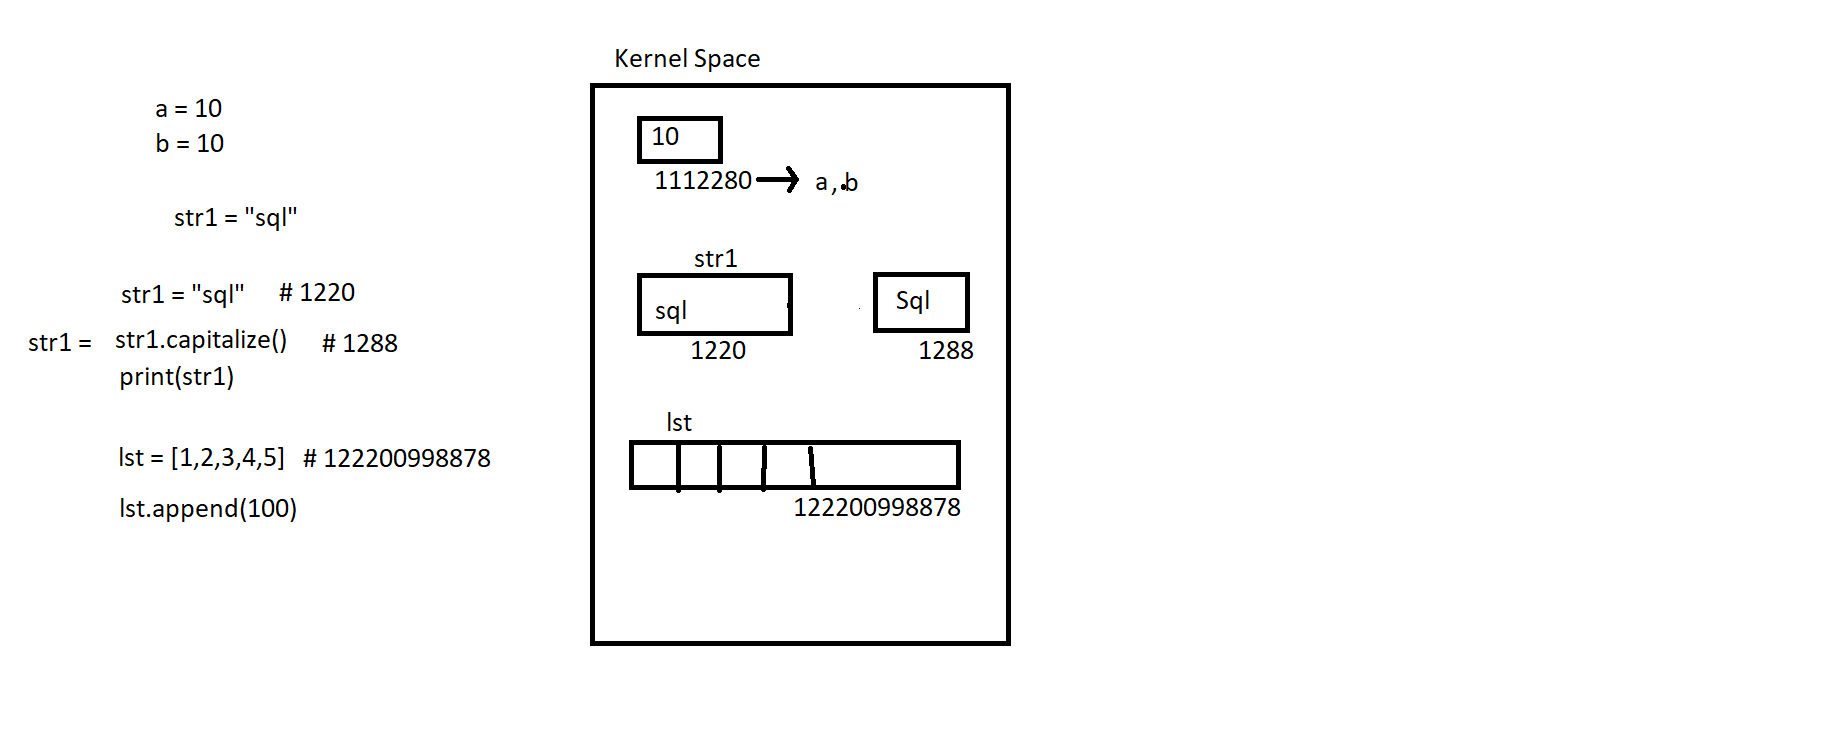 Kernel Space
a = 10
b = 10
10
1112280
a , b
str1 = "sql"
str1
sql
Sql
1220
1288
str1 = "sql" # 1220
str1 = str1.capitalize() # 1288
print(str1)
lst
lst = [1,2,3,4,5] # 122200998878
lst.append(100)
122200998878